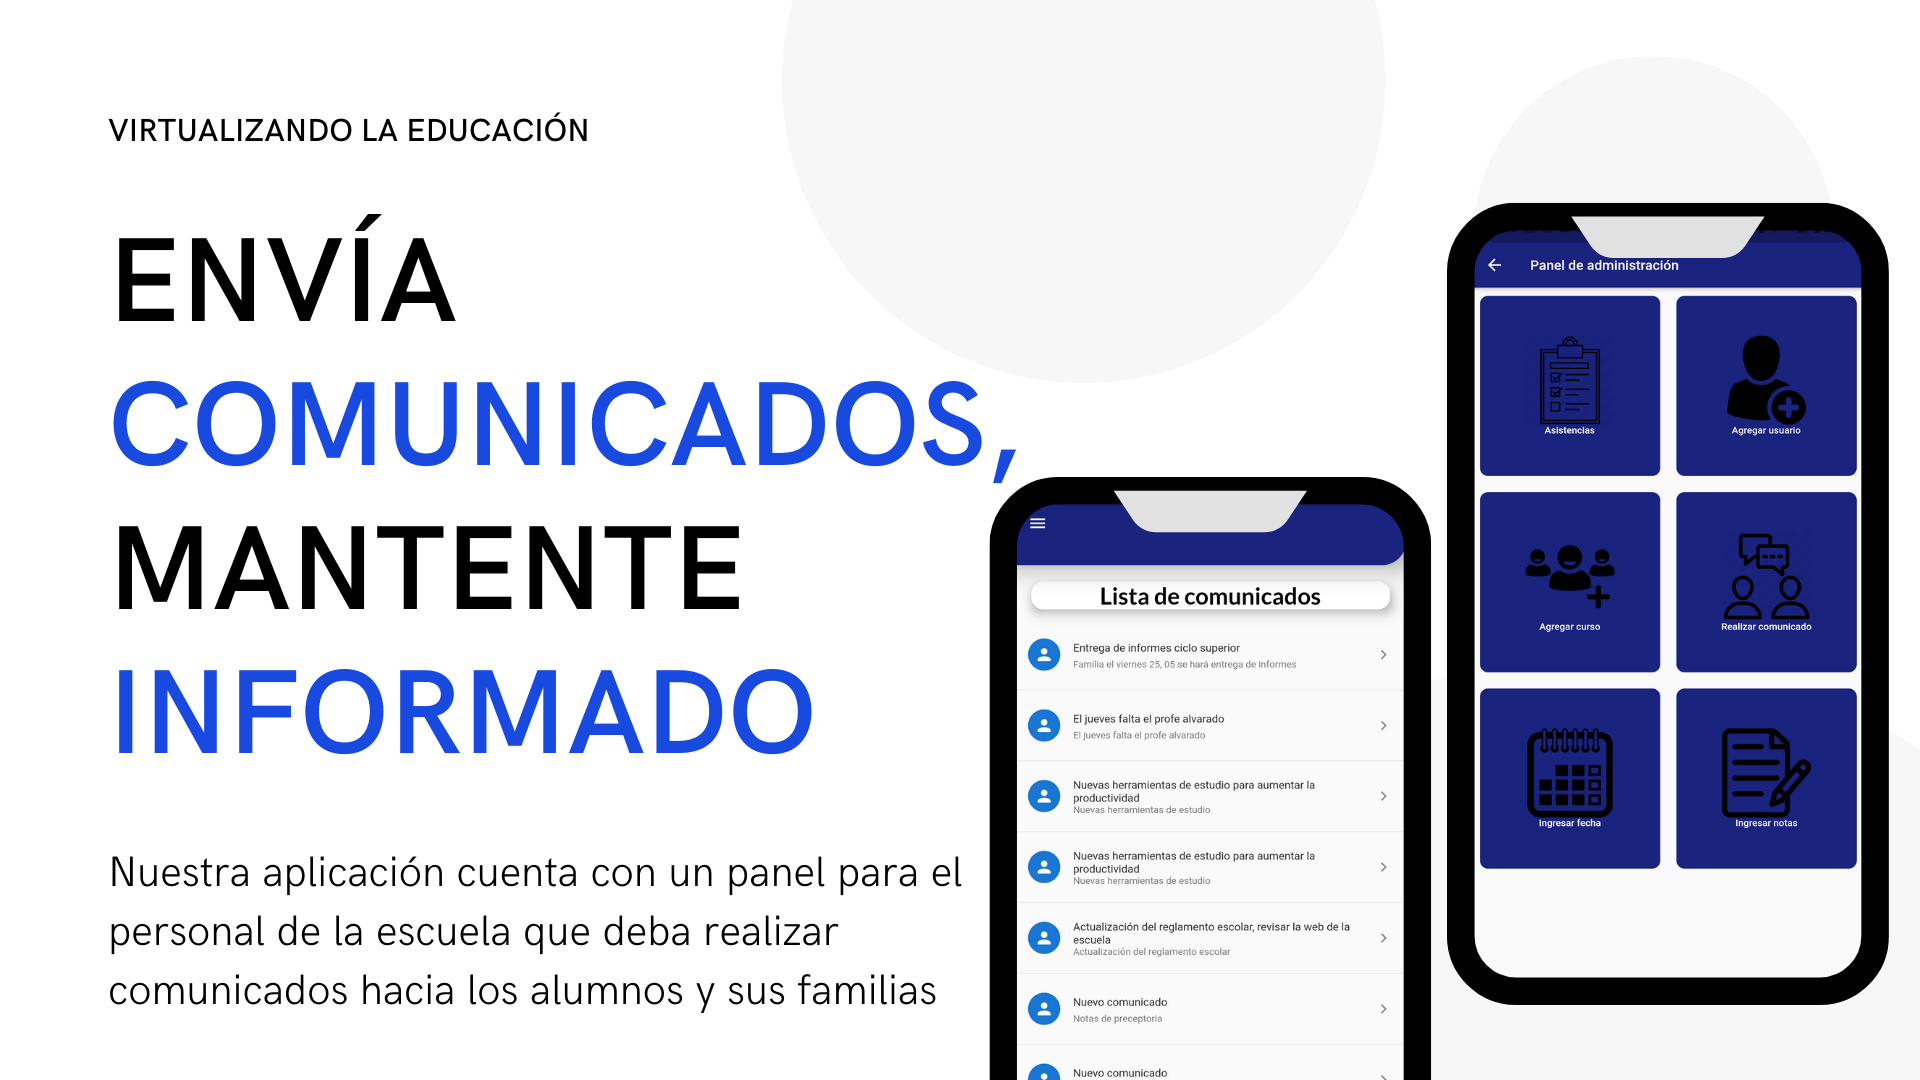 VIRTUALIZANDO LA EDUCACIÓN
ENVÍA
COMUNICADOS,
MANTENTE
INFORMADO
Nuestra aplicación cuenta con un panel para el
personal de la escuela que deba realizar
comunicados hacia los alumnos y sus familias
Lista de comunicados
Entrega de informes ciclo superior
Familia el viernes 25, 05 se hará entrega de informes
El jueves falta el profe alvarado
El jueves falta el profe alvarado
Nuevas herramientas de estudio para aumentar la
productividad
Nuevas herramientas de estudio
Nuevas herramientas de estudio para aumentar la
productividad
Nuevas herramientas de estudio
Actualización del reglamento escolar, revisar la web de la
escuela
Actualización del reglamento escolar
Nuevo comunicado
Notas de preceptoria
Nuevo comunicado
Panel de administración
Asistencias
Agregar usuario
Agregar curso
Realizar comunicado
Ingresar fecha
Ingresar notas